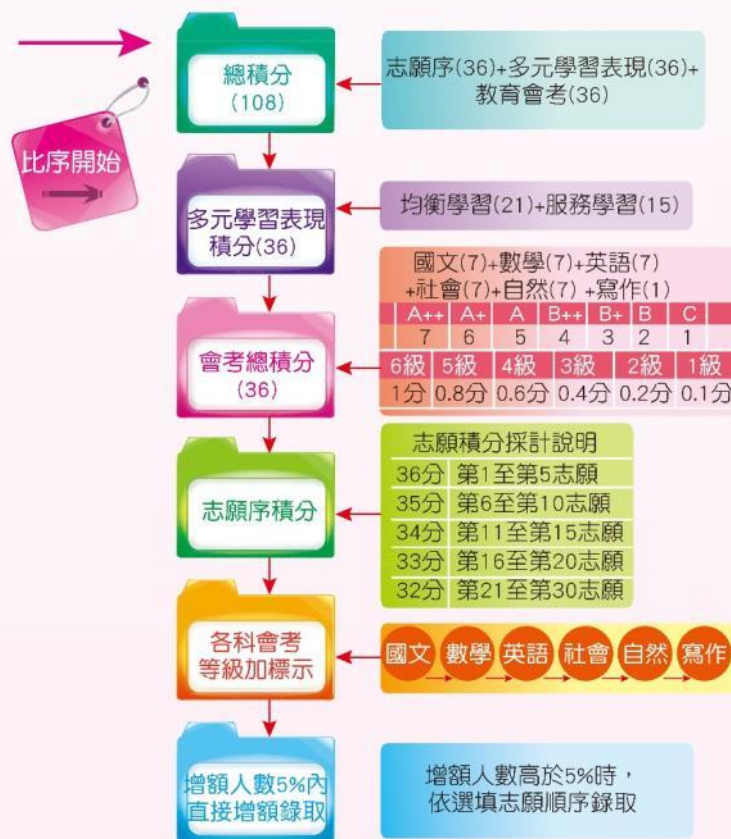 比序開始
總積分
(108)
志願序(36)+多元學習表現(36)+
教育會考(36)
多元學習表現
積分(36)
均衡學習(21)+服務學習(15)
會考總積分
(36)
國文(7)+數學(7)+英語(7)
+社會(7)+自然(7) +寫作(1)
A++ A+ A B++ B+ B C
7 6 5 4 3 2 1
6級 5級 4級 3級 2級 1級
1分 0.8分 0.6分 0.4分 0.2分 0.1分
志願序積分
志願積分採計說明
36分 第1至第5志願
35分 第6至第10志願
34分 第11至第15志願
33分 第16至第20志願
32分 第21至第30志願
各科會考
等級加標示
國文 數學 英語 社會 自然 寫作
增額人數5%內
直接增額錄取
增額人數高於5%時，
依選填志願順序錄取